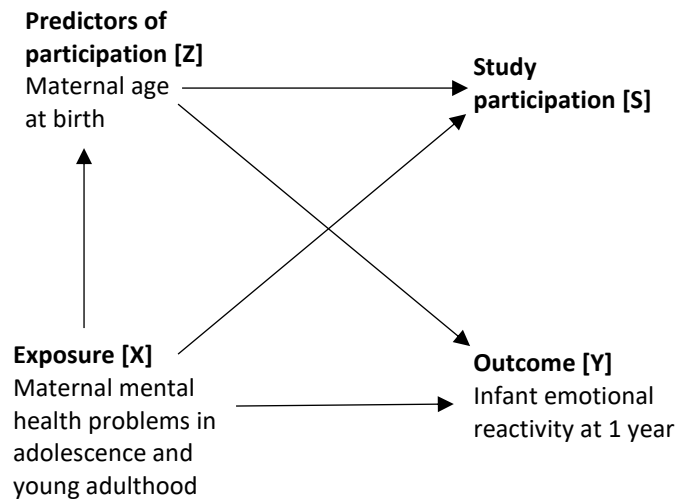 Predictors of
participation [Z]
Maternal age
at birth
Study
participation [S]
Exposure [X]
Maternal mental
health problems in
adolescence and
young adulthood
Outcome [Y]
Infant emotional
reactivity at 1 year